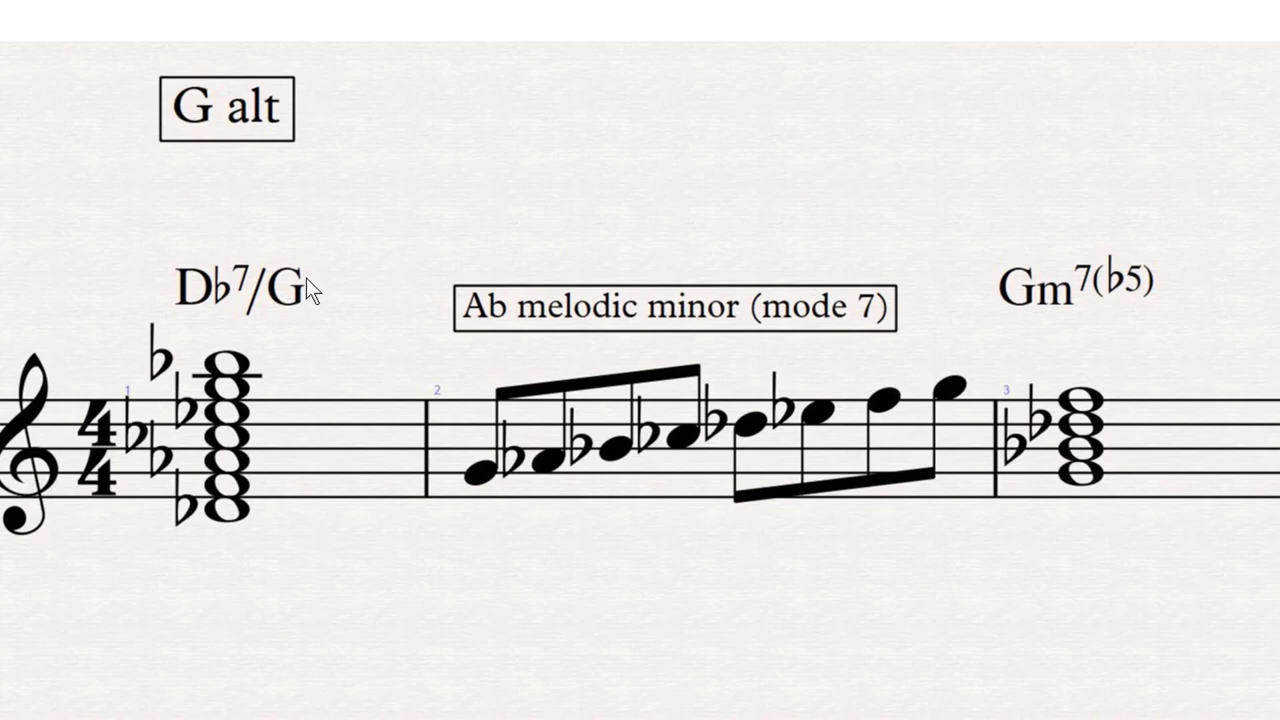 G alt
D♭7/G
Ab melodic minor (mode 7)
Gm7(♭5)
1
2
3
4
4